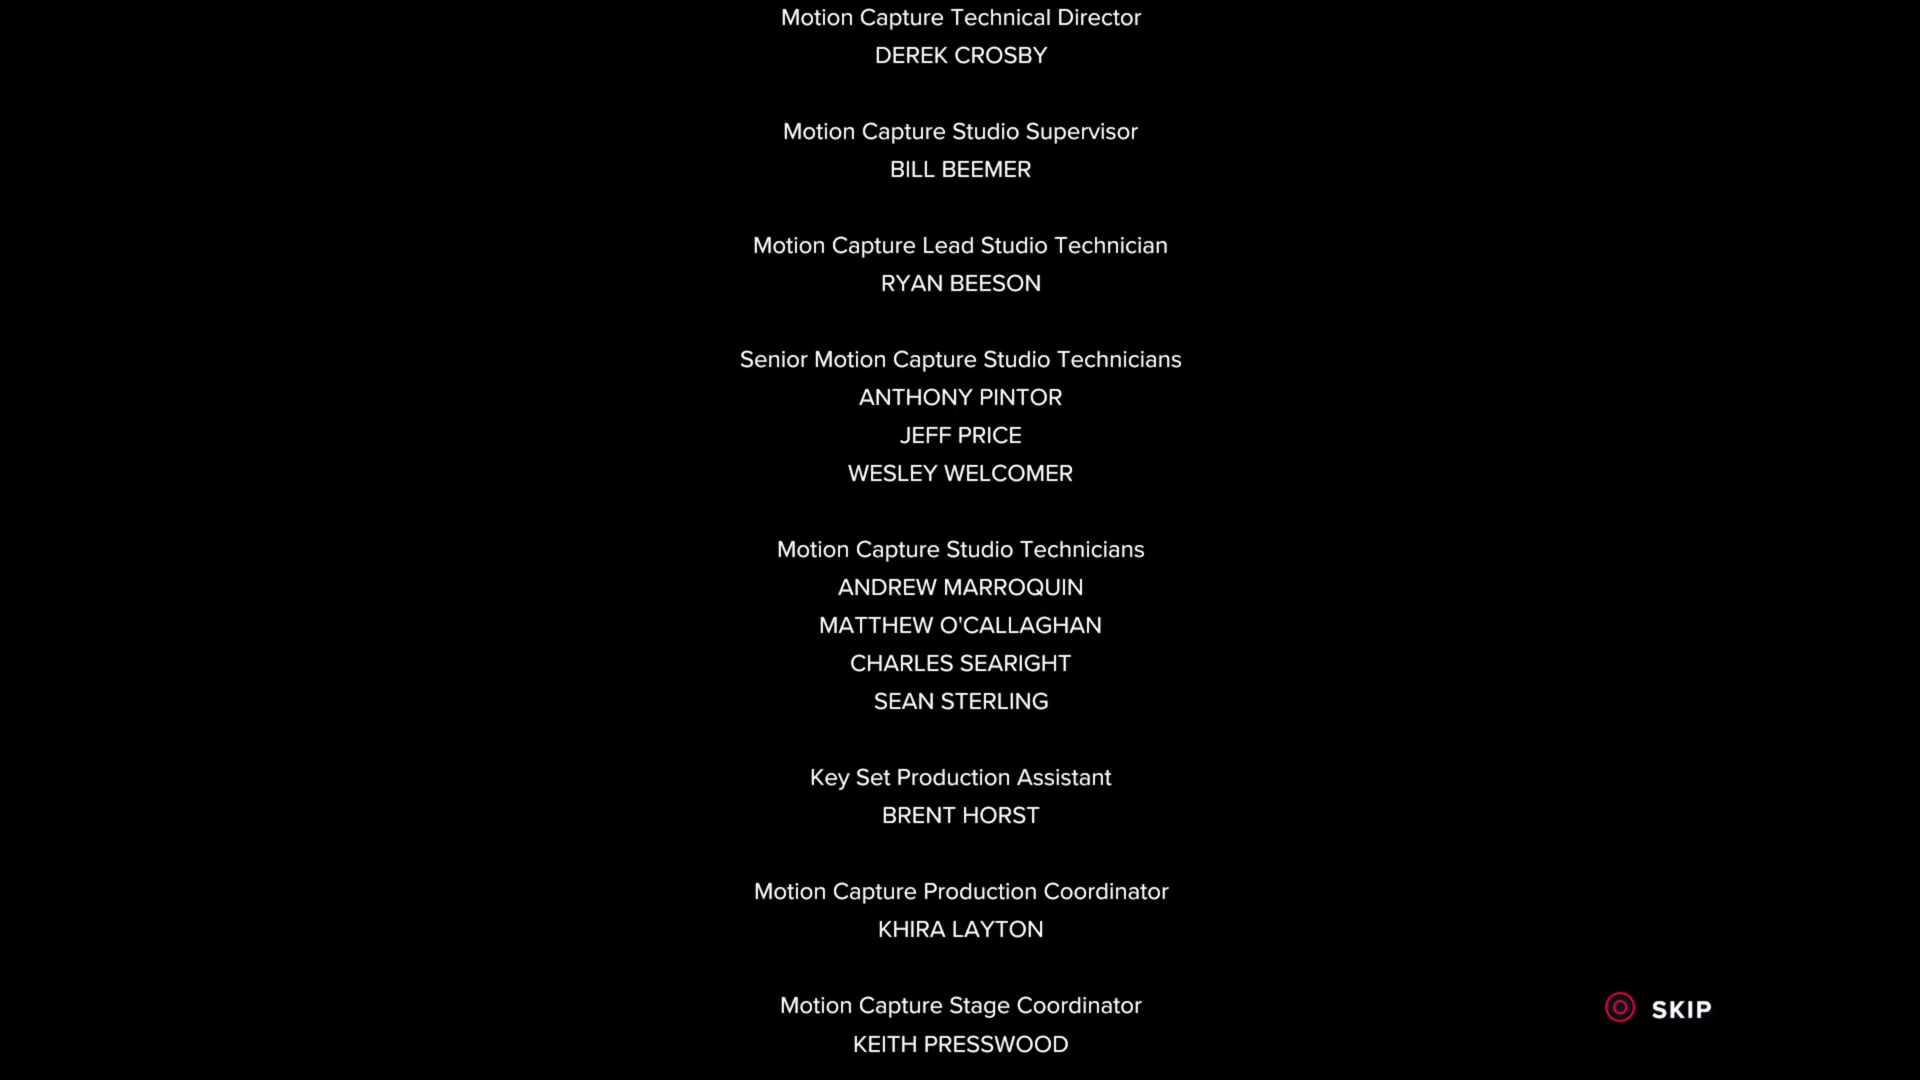 Motion Capture Technical Director
DEREK CROSBY
Motion Capture Studio Supervisor
BILL BEEMER
Motion Capture Lead Studio Technician
RYAN BEESON
Senior Motion Capture Studio Technicians
ANTHONY PINTOR
JEFF PRICE
WESLEY WELCOMER
Motion Capture Studio Technicians
ANDREW MARROQUIN
MATTHEW O'CALLAGHAN
CHARLES SEARIGHT
SEAN STERLING
Key Set Production Assistant
BRENT HORST
Motion Capture Production Coordinator
KHIRA LAYTON
Motion Capture Stage Coordinator
KEITH PRESSWOOD
SKIP